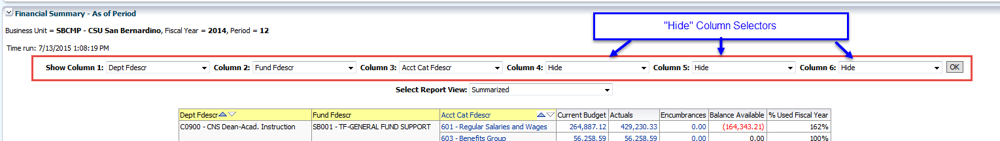 Financial Summary - As of Period
Business Unit = SBCMP - CSU San Bernardino, Fiscal Year = 2014, Period = 12
"Hide" Column Selectors
Time run: 7/13/2015 1:08:19 PM
Show Column 1: Dept Fdescr Column 2: Fund Fdescr Column 3: Acct Cat Fdescr Column 4: Hide Column 5: Hide Column 6: Hide OK
Select Report View: Summarized
Dept Fdescr Fund Fdescr Acct Cat Fdescr Current Budget Actuals Encumbrances Balance Available % Used Fiscal Year
C0900 - CNS Dean-Acad. Instruction SB001 - TF-GENERAL FUND SUPPORT 601 - Regular Salaries and Wages 264,887.12 429,230.33 0.00 (164,343.21) 162%
603 - Benefits Group 56,258.59 56,258.59 0.00 0.00 100%